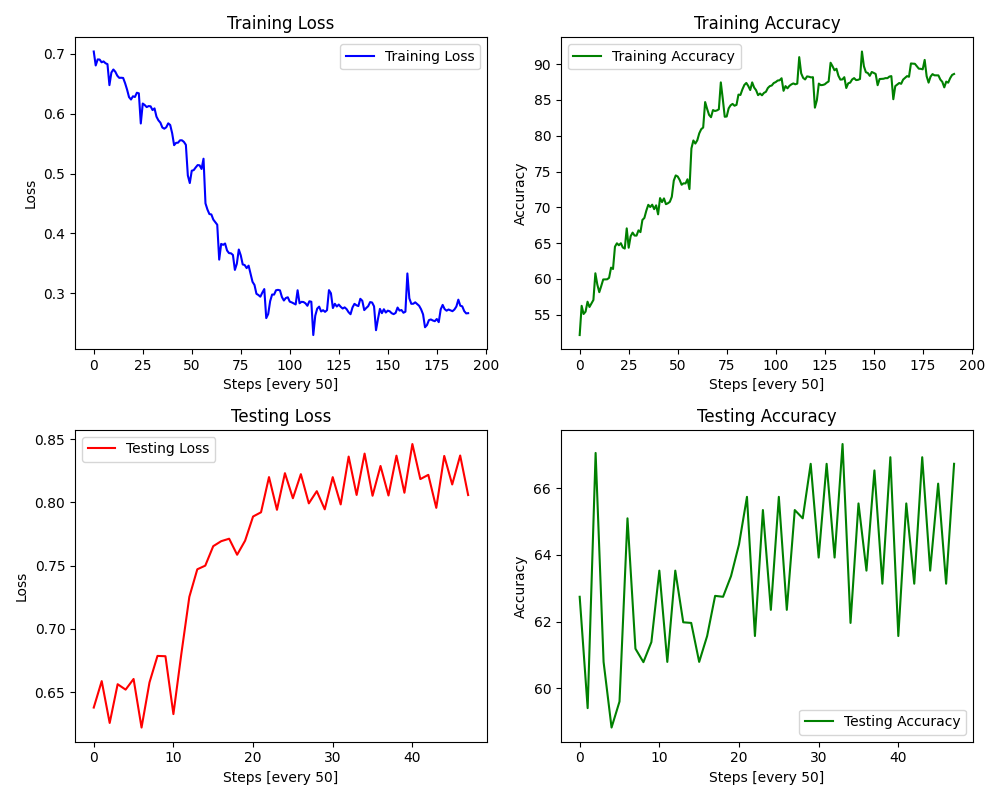 Training Loss
Training Accuracy
Loss
0.7
0.6
0.5
0.4
0.3
Training Loss
0 25 50 75 100 125 150 175 200
Steps [every 50]
Accuracy
90
85
80
75
70
65
60
55
Training Accuracy
0 25 50 75 100 125 150 175 200
Steps [every 50]
Testing Loss
Testing Accuracy
Loss
0.85
0.80
0.75
0.70
0.65
Testing Loss
0 10 20 30 40
Steps [every 50]
Accuracy
66
64
62
60
Testing Accuracy
0 10 20 30 40
Steps [every 50]